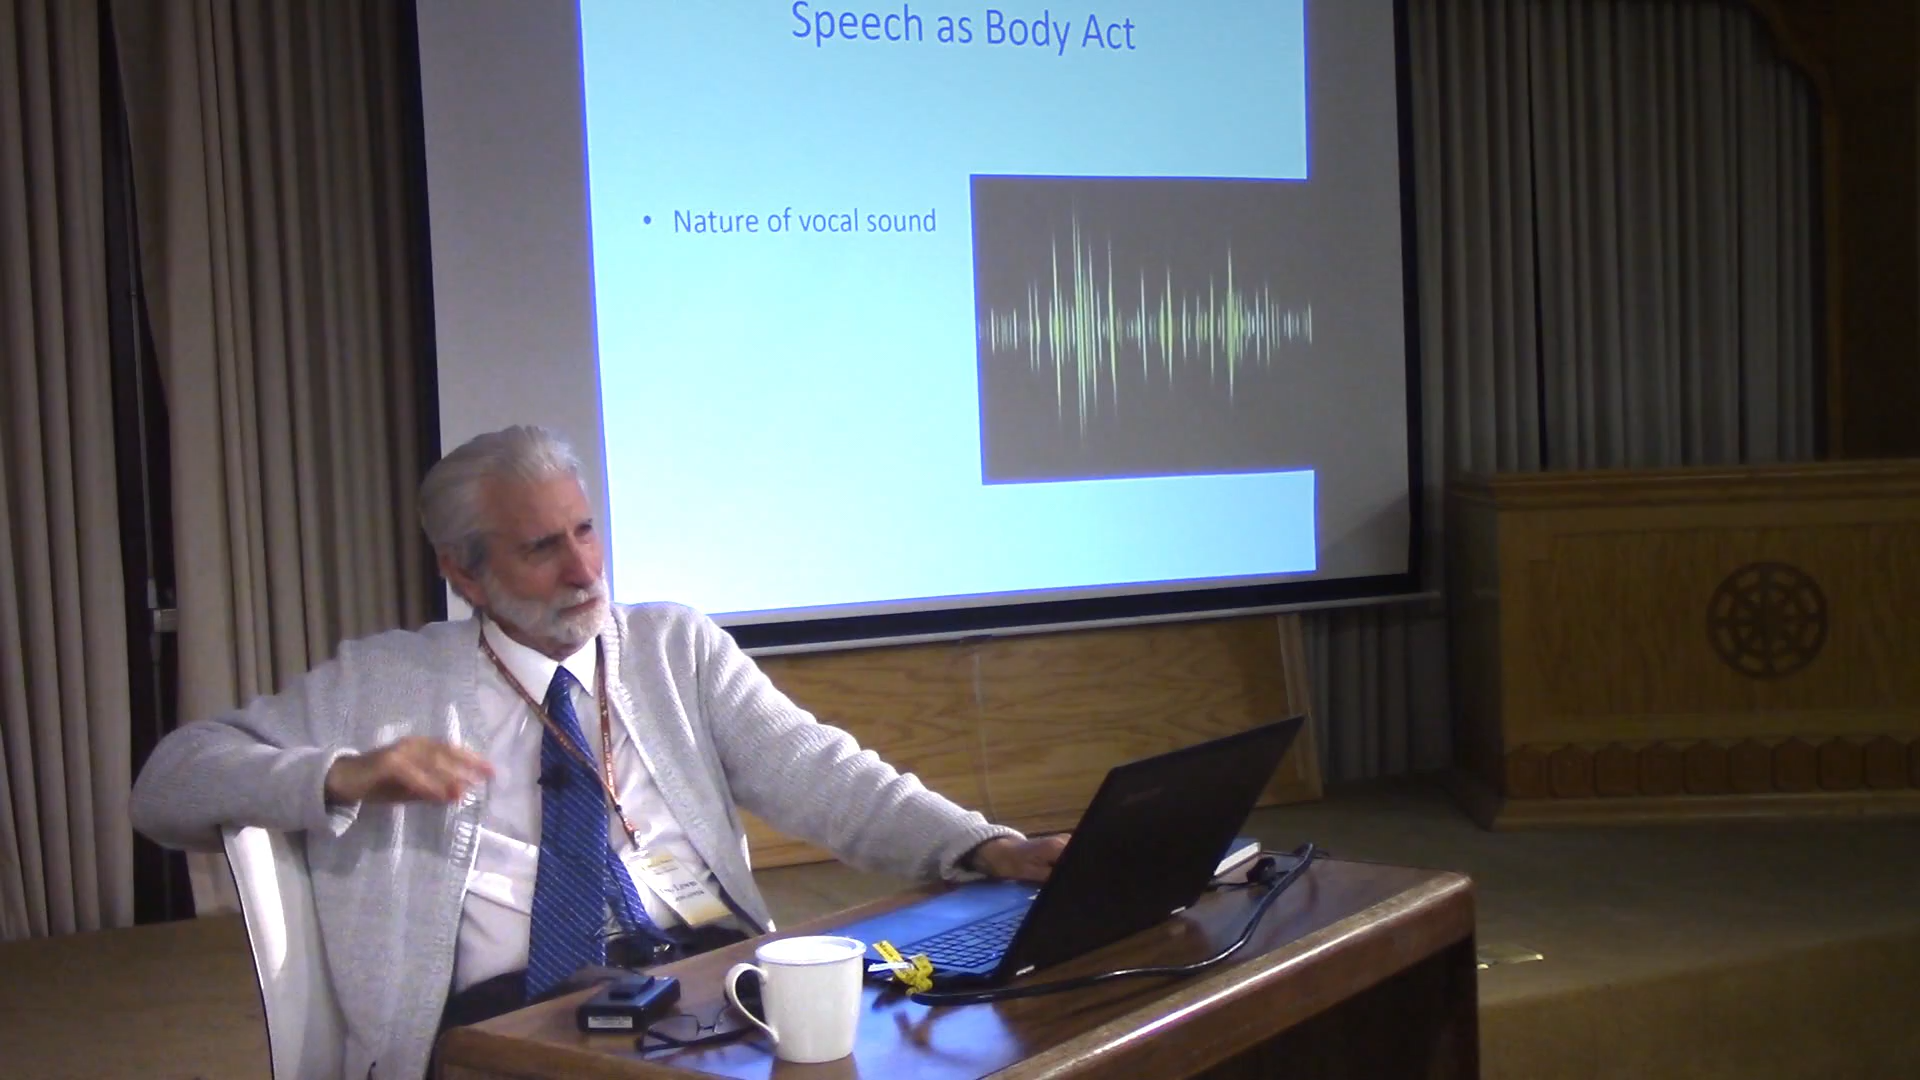 Speech as Body Act
• Nature of vocal sound